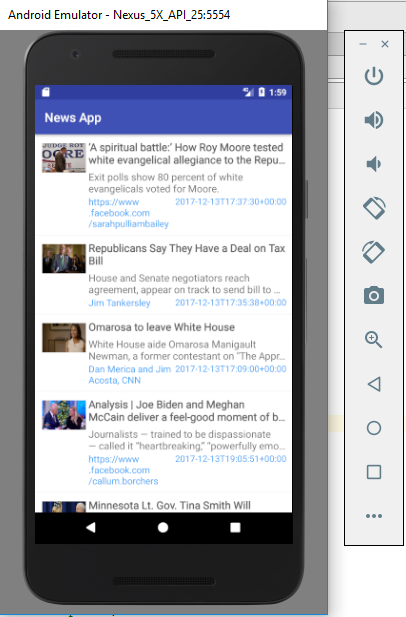 Android Emulator - Nexus_5X_API_25:5554
1:59
News App
JUDGE ROY
OORE
SENATE
‘A spiritual battle:’ How Roy Moore tested
white evangelical allegiance to the Repu…
Exit polls show 80 percent of white
evangelicals voted for Moore.
https://www
.facebook.com
/sarahpulliambailey
2017-12-13T17:37:30+00:00
Republicans Say They Have a Deal on Tax
Bill
House and Senate negotiators reach
agreement, appear on track to send bill to …
Jim Tankersley
2017-12-13T17:35:38+00:00
Omarosa to leave White House
White House aide Omarosa Manigault
Newman, a former contestant on "The Appr…
Dan Merica and Jim
Acosta, CNN
2017-12-13T17:09:00+00:00
Analysis | Joe Biden and Meghan
McCain deliver a feel-good moment of b…
Journalists — trained to be dispassionate
— called it “heartbreaking,” “powerfully emo…
https://www
.facebook.com
/callum.borchers
2017-12-13T19:05:51+00:00
Minnesota Lt. Gov. Tina Smith Will